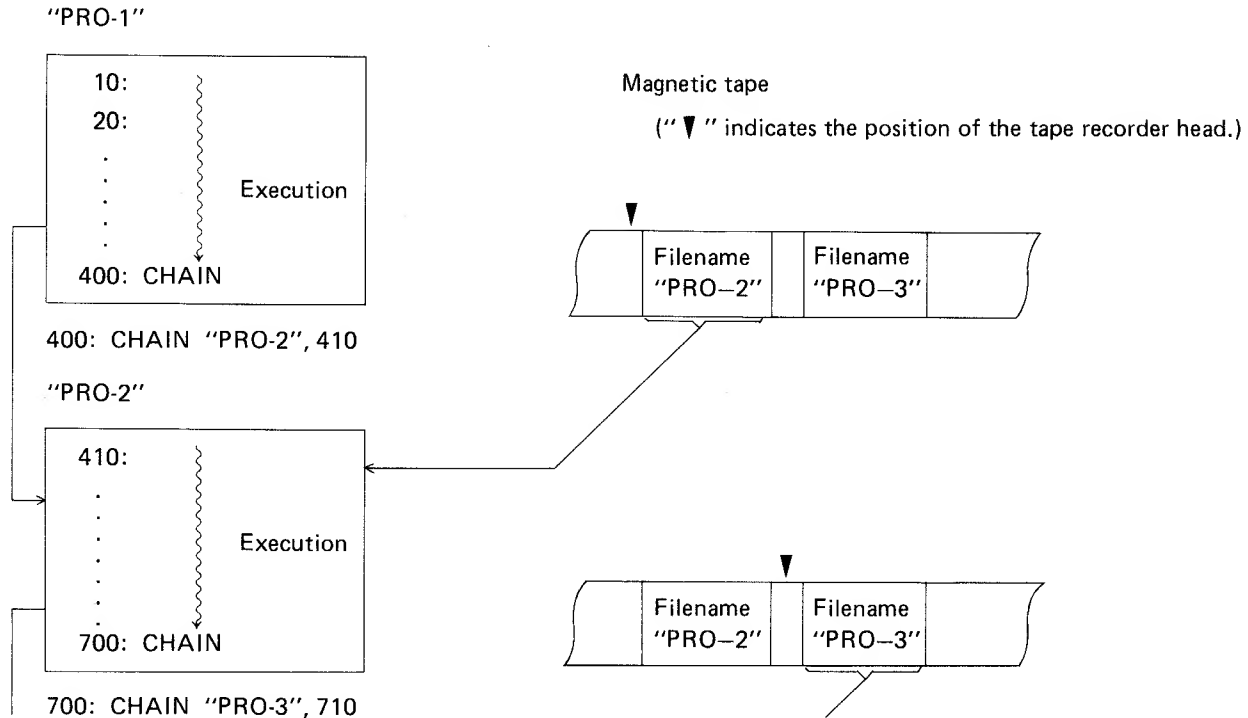 "PRO-1"
10:
20:
Execution
400: CHAIN
400: CHAIN "PRO-2", 410
Magnetic tape
("▼" indicates the position of the tape recorder head.)
Filename
"PRO—2"
Filename
"PRO—3"
"PRO-2"
410:
Execution
700: CHAIN
700: CHAIN "PRO-3", 710
Filename
"PRO—2"
Filename
"PRO—3"